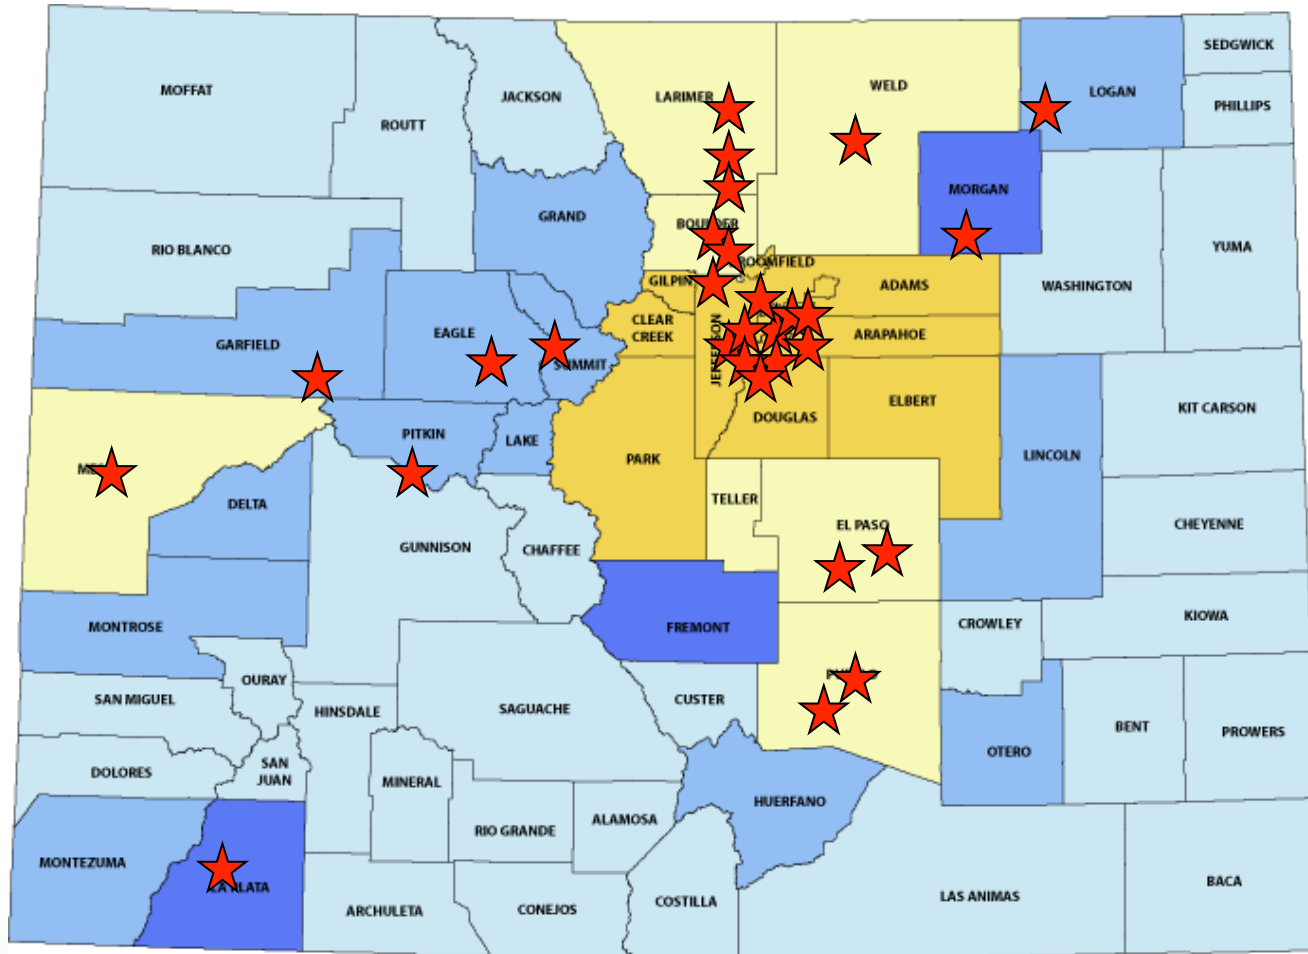 SEDGWICK
MOFFAT
JACKSON
LARIMER
WELD
LOGAN
PHILLIPS
ROUTT
MORGAN
GRAND
RIO BLANCO
YUMA
GILPIN
ADAMS
WASHINGTON
CLEAR
CREEK
EAGLE
ARAPAHOE
GARFIELD
SUMMIT
ELBERT
KIT CARSON
DOUGLAS
PITKIN
LAKE
PARK
LINCOLN
DELTA
TELLER
CHEYENNE
EL PASO
GUNNISON
CHAFFEE
KIOWA
MONTROSE
FREMONT
CROWLEY
OURAY
SAN MIGUEL
CUSTER
HINSDALE
SAGUACHE
BENT
PROWERS
OTERO
SAN
JUAN
DOLORES
MINERAL
HUERFANO
RIO GRANDE
ALAMOSA
MONTEZUMA
BACA
LAS ANIMAS
COSTILLA
ARCHULETA
CONEJOS